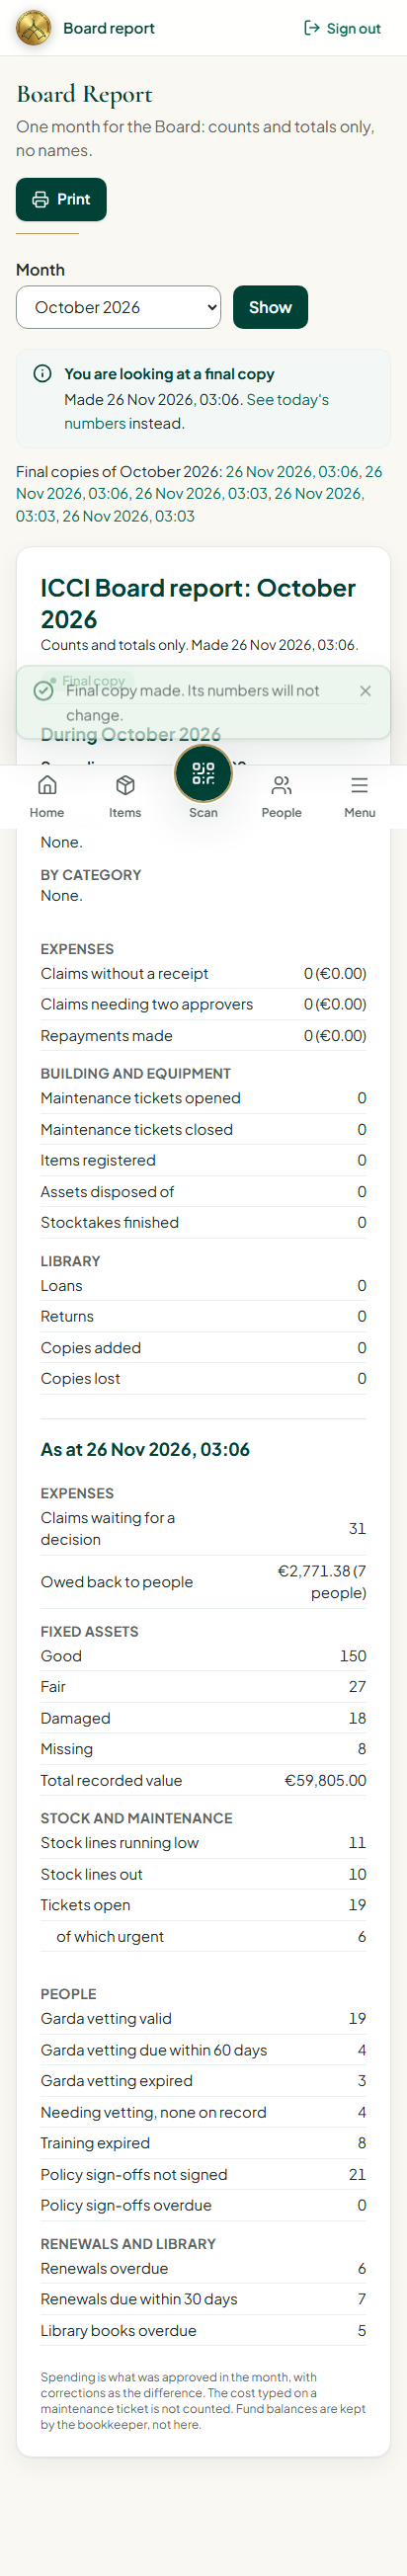 Board report
Sign out
Board Report
One month for the Board: counts and totals only,
no names.
Print
Month
October 2026
Show
You are looking at a final copy
Made 26 Nov 2026, 03:06. See today's
numbers instead.
Final copies of October 2026: 26 Nov 2026, 03:06, 26
Nov 2026, 03:06, 26 Nov 2026, 03:03, 26 Nov 2026,
03:03, 26 Nov 2026, 03:03
ICCI Board report: October
2026
Counts and totals only. Made 26 Nov 2026, 03:06.
Final copy
Final copy made. Its numbers will not
change.
During October 2026
Home
Items
Scan
People
Menu
None.
BY CATEGORY
None.
EXPENSES
Claims without a receipt 0 (€0.00)
Claims needing two approvers 0 (€0.00)
Repayments made 0 (€0.00)
BUILDING AND EQUIPMENT
Maintenance tickets opened 0
Maintenance tickets closed 0
Items registered 0
Assets disposed of 0
Stocktakes finished 0
LIBRARY
Loans 0
Returns 0
Copies added 0
Copies lost 0
As at 26 Nov 2026, 03:06
EXPENSES
Claims waiting for a
decision 31
Owed back to people €2,771.38 (7
people)
FIXED ASSETS
Good 150
Fair 27
Damaged 18
Missing 8
Total recorded value €59,805.00
STOCK AND MAINTENANCE
Stock lines running low 11
Stock lines out 10
Tickets open 19
of which urgent 6
PEOPLE
Garda vetting valid 19
Garda vetting due within 60 days 4
Garda vetting expired 3
Needing vetting, none on record 4
Training expired 8
Policy sign-offs not signed 21
Policy sign-offs overdue 0
RENEWALS AND LIBRARY
Renewals overdue 6
Renewals due within 30 days 7
Library books overdue 5
Spending is what was approved in the month, with
corrections as the difference. The cost typed on a
maintenance ticket is not counted. Fund balances are kept
by the bookkeeper, not here.